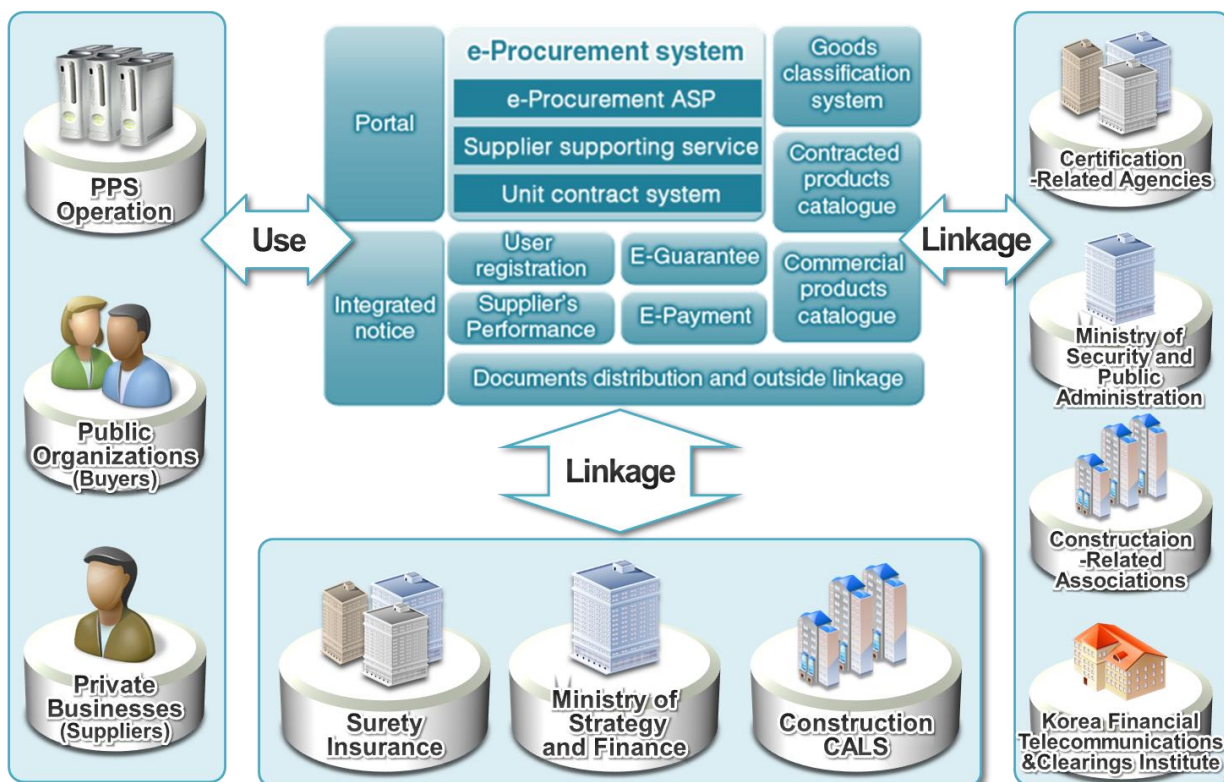 PPS
Operation
Public
Organizations
(Buyers)
Private
Businesses
(Suppliers)
Use
Portal
Integrated
notice
e-Procurement system
e-Procurement ASP
Supplier supporting service
Unit contract system
User
registration
E-Guarantee
Supplier's
Performance
E-Payment
Goods
classification
system
Contracted
products
catalogue
Commercial
products
catalogue
Documents distribution and outside linkage
Linkage
Linkage
Surety
Insurance
Ministry of
Strategy
and Finance
Construction
CALS
Certification
-Related Agencies
Ministry of
Security and
Public
Administration
Constructaion
-Related
Associations
Korea Financial
Telecommunications
&Clearings Institute